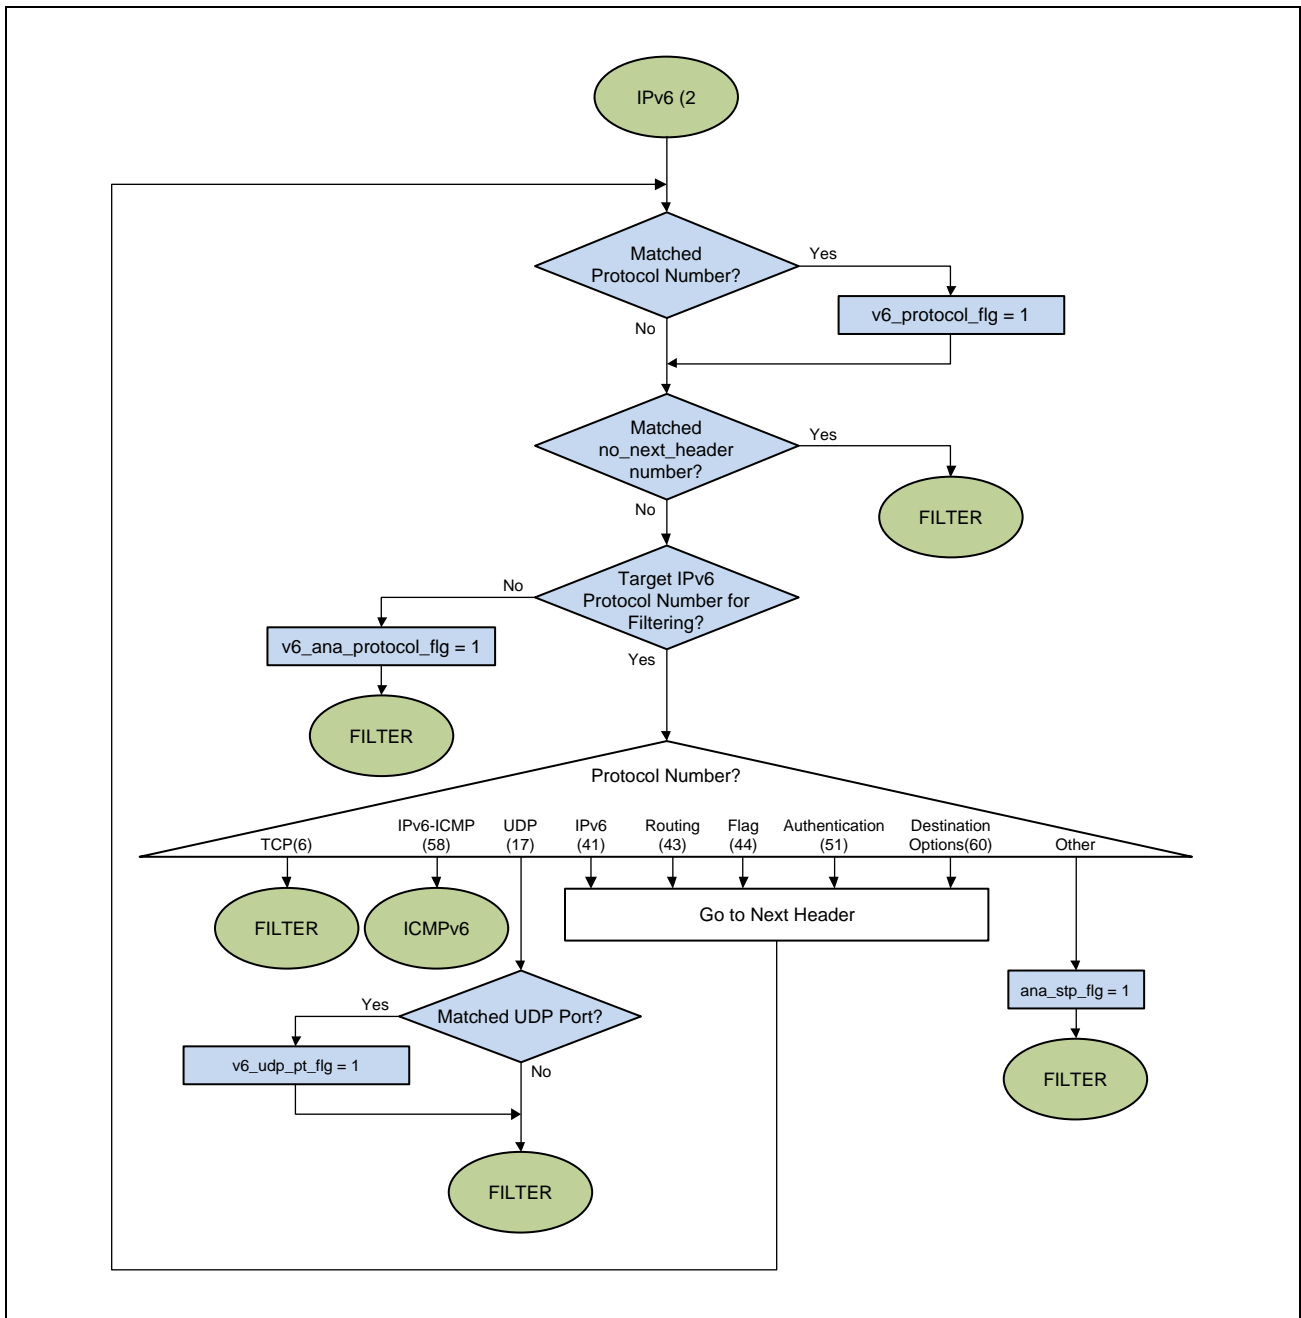 IPv6 (2
Matched
Protocol Number?
Yes
v6_protocol_flg = 1
No
Matched
no_next_header
number?
Yes
FILTER
No
Target IPv6
Protocol Number for
Filtering?
No
v6_ana_protocol_flg = 1
FILTER
Yes
Protocol Number?
TCP(6)
IPv6-ICMP
(58)
UDP
(17)
IPv6
(41)
Routing
(43)
Flag
(44)
Authentication
(51)
Destination
Options(60)
Other
FILTER
ICMPv6
Go to Next Header
ana_stp_flg = 1
FILTER
Matched UDP Port?
Yes
v6_udp_pt_flg = 1
No
FILTER